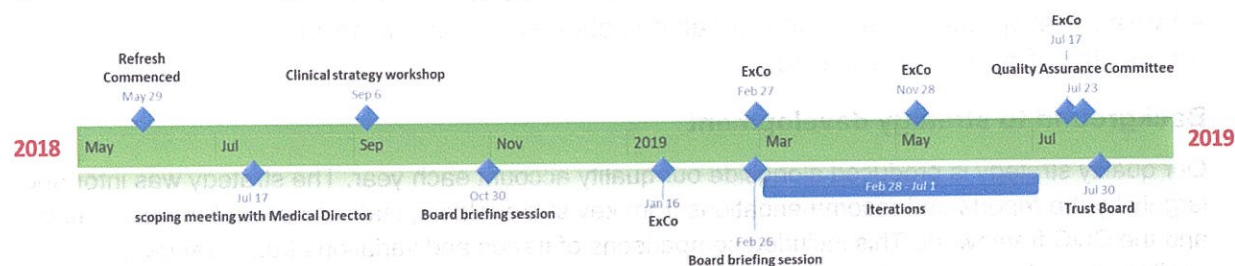 Refresh
Commenced
May 29
Clinical strategy workshop
Sep 6
ExCo
Feb 27
ExCo
Nov 28
ExCo
Jul 17
Quality Assurance Committee
Jul 23
2018
May
Jul
Sep
Nov
2019
Mar
May
Jul
2019
Jul 17
scoping meeting with Medical Director
Oct 30
Board briefing session
Jan 16
ExCo
Feb 26
Board briefing session
Feb 28 - Jul 1
Iterations
Jul 30
Trust Board